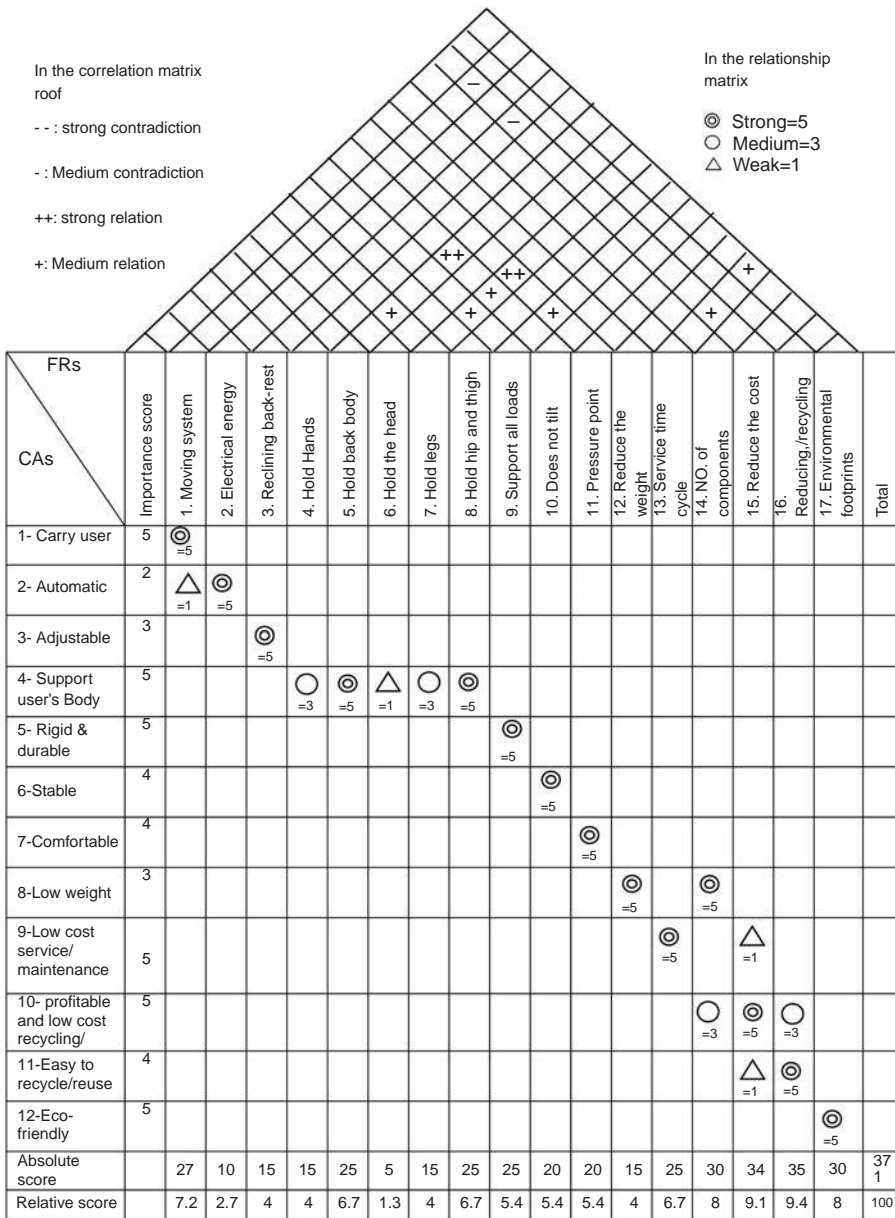 In the correlation matrix
roof
- - : strong contradiction
- : Medium contradiction
++: strong relation
+: Medium relation
In the relationship
matrix
Strong=5
Medium=3
Weak=1
–
–
++
++
+
+
+
+
+
+
FRs
CAs
Importance score
1. Moving system
2. Electrical energy
3. Reclining back-rest
4. Hold Hands
5. Hold back body
6. Hold the head
7. Hold legs
8. Hold hip and thigh
9. Support all loads
10. Does not tilt
11. Pressure point
12. Reduce the
weight
13. Service time
cycle
14. NO. of
components
15. Reduce the cost
16.
Reducing,/recycling
17. Environmental
footprints
Total
1- Carry user 5
=5
2- Automatic 2
=1 =5
3- Adjustable 3
=5
4- Support
user's Body 5
=3 =5 =1 =3 =5
5- Rigid &
durable 5
=5
6-Stable 4
=5
7-Comfortable 4
=5
8-Low weight 3
=5 =5
9-Low cost
service/
maintenance 5
=5 =1
10- profitable
and low cost
recycling/ 5
=3 =5 =3
11-Easy to
recycle/reuse 4
=1 =5
12-Eco-
friendly 5
=5
Absolute
score
27 10 15 15 25 5 15 25 25 20 20 15 25 30 34 35 30 37
1
Relative score 7.2 2.7 4 4 6.7 1.3 4 6.7 5.4 5.4 5.4 4 6.7 8 9.1 9.4 8 100